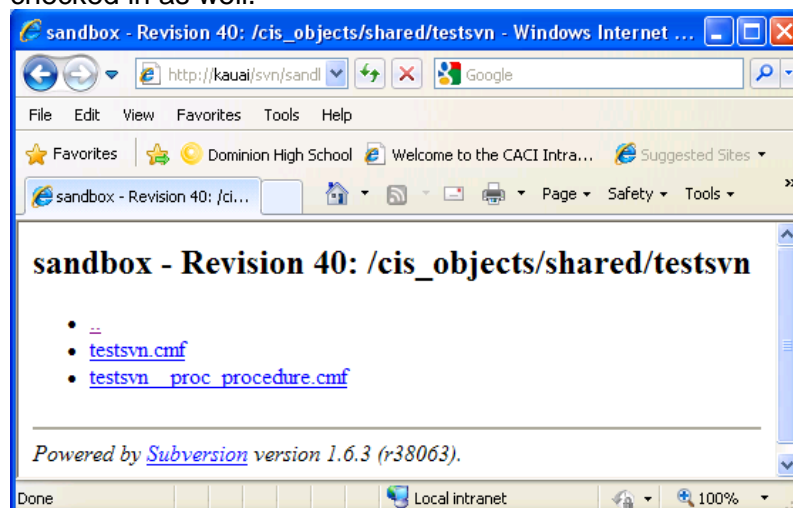 checked in as well.
sandbox - Revision 40: /cis_objects/shared/testsvn - Windows Internet ...
http://kauai/svn/sandl
Google
File Edit View Favorites Tools Help
Favorites Dominion High School Welcome to the CACI Intra... Suggested Sites
sandbox - Revision 40: /ci... Page Safety Tools »
sandbox - Revision 40: /cis_objects/shared/testsvn
• ..
• testsvn.cmf
• testsvn__proc_procedure.cmf
Powered by Subversion version 1.6.3 (r38063).
Done Local intranet 100%